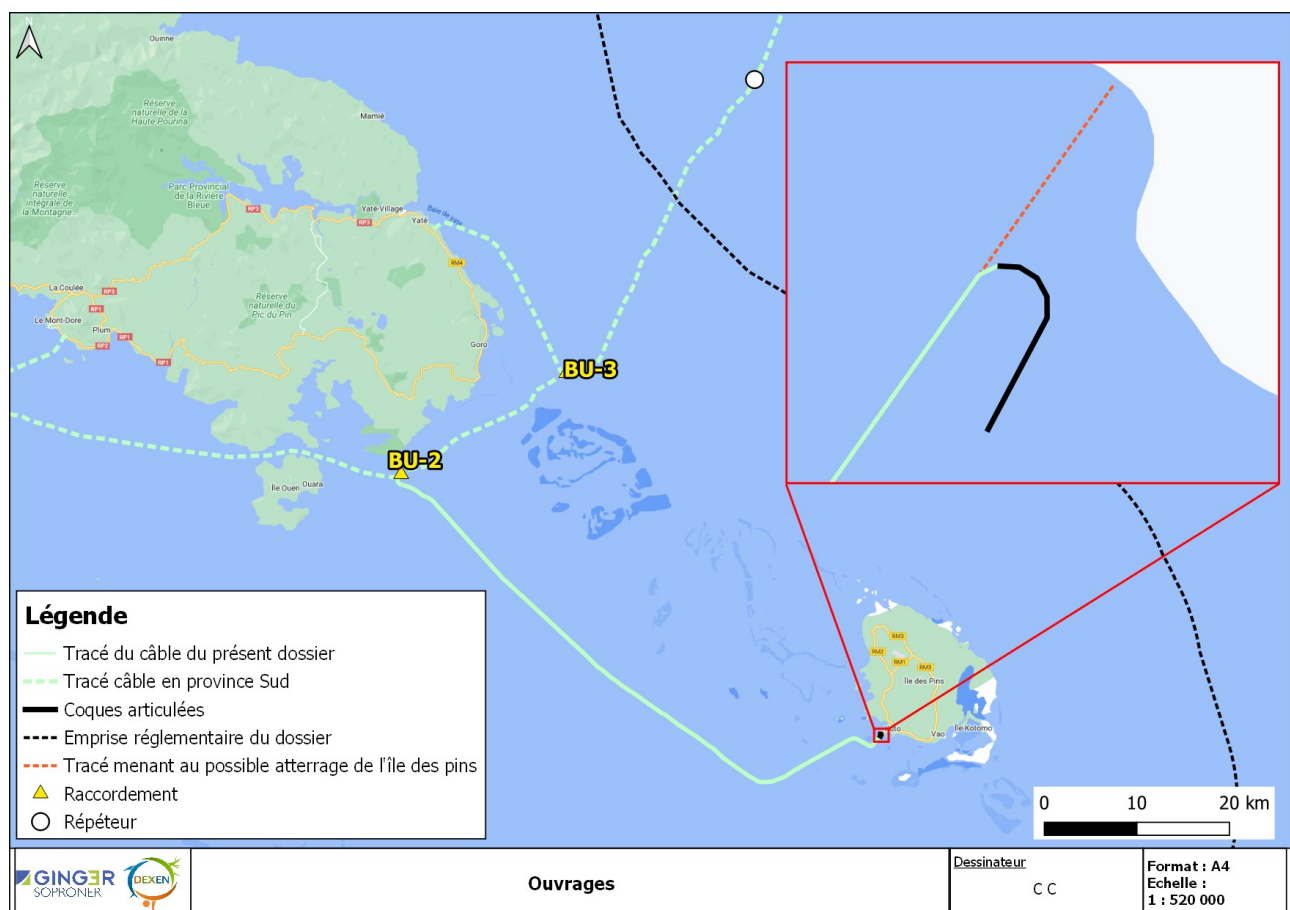 N
Ouinne
Réserve
naturelle de la
Haute Pourina
Mamié
Réserve
naturelle
intégrale de
la Montagne...
Parc Provincial
de la Rivière
Bleue
RP3
Yaté-Village
RP3
Yaté
Baie de Yaté
RM4
La Coulée
RP3
RP1
Le Mont-Dore
Plum
RP1
RP2
RP1
Réserve
naturelle du
Pic du Pin
Goro
BU-3
BU-2
Île Ouen
Ouara
RM3
RM2
RM1
RM3
Île des Pins
Vao
Île Kotomo
Légende
Tracé du câble du présent dossier
Tracé câble en province Sud
Coques articulées
Emprise réglementaire du dossier
Tracé menant au possible atterrage de l'île des pins
Raccordement
Répéteur
0 10 20 km
GINGER
SOPRONER
DEXEN
Ouvrages
Dessinateur
C C
Format : A4
Echelle :
1 : 520 000